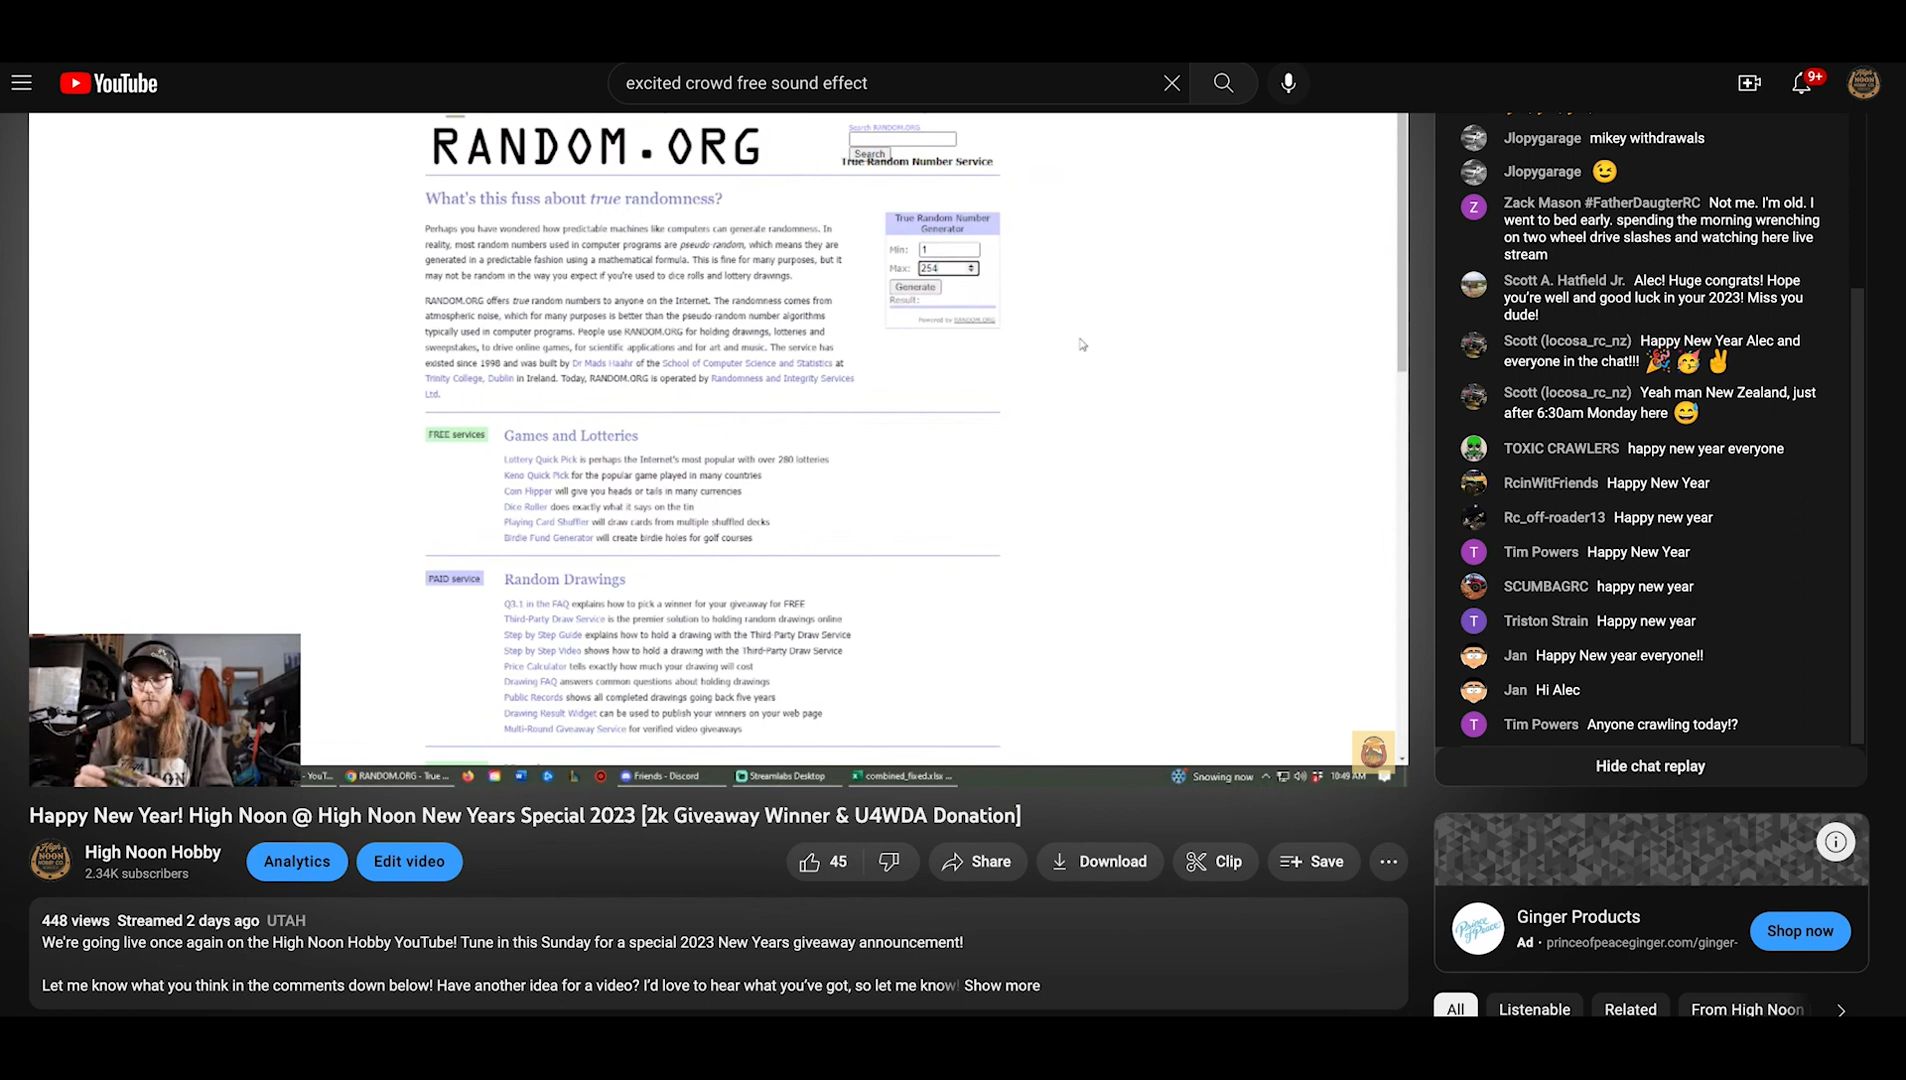 YouTube
excited crowd free sound effect
9+
RANDOM.ORG
Search RANDOM.ORG
Search
True Random Number Service
What's this fuss about true randomness?
Perhaps you have wondered how predictable machines like computers can generate randomness. In
reality, most random numbers used in computer programs are pseudo-random, which means they are
generated in a predictable fashion using a mathematical formula. This is fine for many purposes, but it
may not be random in the way you expect if you're used to dice rolls and lottery drawings.
RANDOM.ORG offers true random numbers to anyone on the Internet. The randomness comes from
atmospheric noise, which for many purposes is better than the pseudo-random number algorithms
typically used in computer programs. People use RANDOM.ORG for holding drawings, lotteries and
sweepstakes, to drive online games, for scientific applications and for art and music. The service has
existed since 1998 and was built by Dr Mads Haahr of the School of Computer Science and Statistics at
Trinity College, Dublin in Ireland. Today, RANDOM.ORG is operated by Randomness and Integrity Services
Ltd.
True Random Number
Generator
Min: 1
Max: 254
Generate
Result:
Powered by RANDOM.ORG
FREE services
Games and Lotteries
Lottery Quick Pick is perhaps the Internet's most popular with over 280 lotteries
Keno Quick Pick for the popular game played in many countries
Coin Flipper will give you heads or tails in many currencies
Dice Roller does exactly what it says on the tin
Playing Card Shuffler will draw cards from multiple shuffled decks
Birdie Fund Generator will create birdie holes for golf courses
PAID service
Random Drawings
Q3.1 in the FAQ explains how to pick a winner for your giveaway for FREE
Third-Party Draw Service is the premier solution to holding random drawings online
Step by Step Guide explains how to hold a drawing with the Third-Party Draw Service
Step by Step Video shows how to hold a drawing with the Third-Party Draw Service
Price Calculator tells exactly how much your drawing will cost
Drawing FAQ answers common questions about holding drawings
Public Records shows all completed drawings going back five years
Drawing Result Widget can be used to publish your winners on your web page
Multi-Round Giveaway Service for verified video giveaways
- YouT...
RANDOM.ORG - True ...
Friends - Discord
Streamlabs Desktop
combined_fixed.xlsx ...
Snowing now
10:49 AM
Jlopygarage mikey withdrawals
Jlopygarage 😉
Z
Zack Mason #FatherDaugterRC Not me. I'm old. I
went to bed early. spending the morning wrenching
on two wheel drive slashes and watching here live
stream
Scott A. Hatfield Jr. Alec! Huge congrats! Hope
you're well and good luck in your 2023! Miss you
dude!
Scott (locosa_rc_nz) Happy New Year Alec and
everyone in the chat!!! 🎉🥳✌
Scott (locosa_rc_nz) Yeah man New Zealand, just
after 6:30am Monday here 😅
TOXIC CRAWLERS happy new year everyone
RcinWitFriends Happy New Year
Rc_off-roader13 Happy new year
T
Tim Powers Happy New Year
SCUMBAGRC happy new year
T
Triston Strain Happy new year
Jan Happy New year everyone!!
Jan Hi Alec
T
Tim Powers Anyone crawling today!?
Hide chat replay
Happy New Year! High Noon @ High Noon New Years Special 2023 [2k Giveaway Winner & U4WDA Donation]
High Noon Hobby
2.34K subscribers
Analytics
Edit video
45
Share
Download
Clip
Save
448 views Streamed 2 days ago UTAH
We're going live once again on the High Noon Hobby YouTube! Tune in this Sunday for a special 2023 New Years giveaway announcement!
Let me know what you think in the comments down below! Have another idea for a video? I'd love to hear what you've got, so let me know! Show more
Prince of Peace
Ginger Products
Ad · princeofpeaceginger.com/ginger-
Shop now
All
Listenable
Related
From High Noon